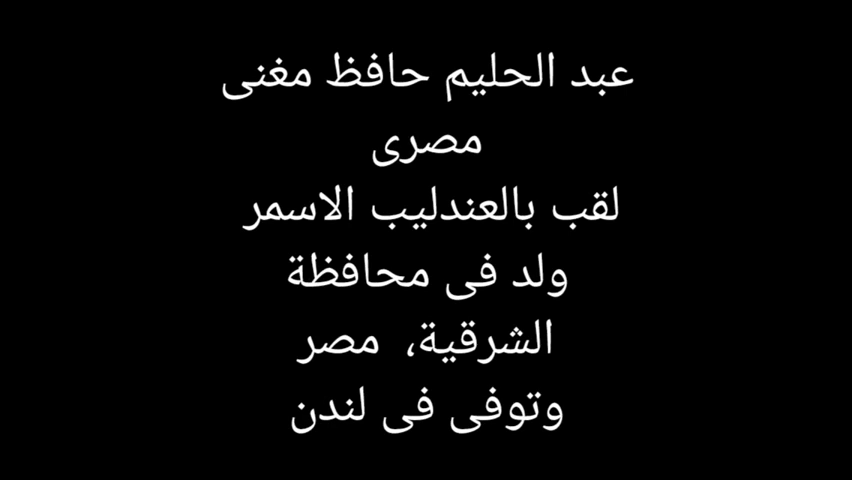 عبد الحليم حافظ مغنى
مصرى
لقب بالعندليب الاسمر
ولد فى محافظة
الشرقية، مصر
وتوفى فى لندن